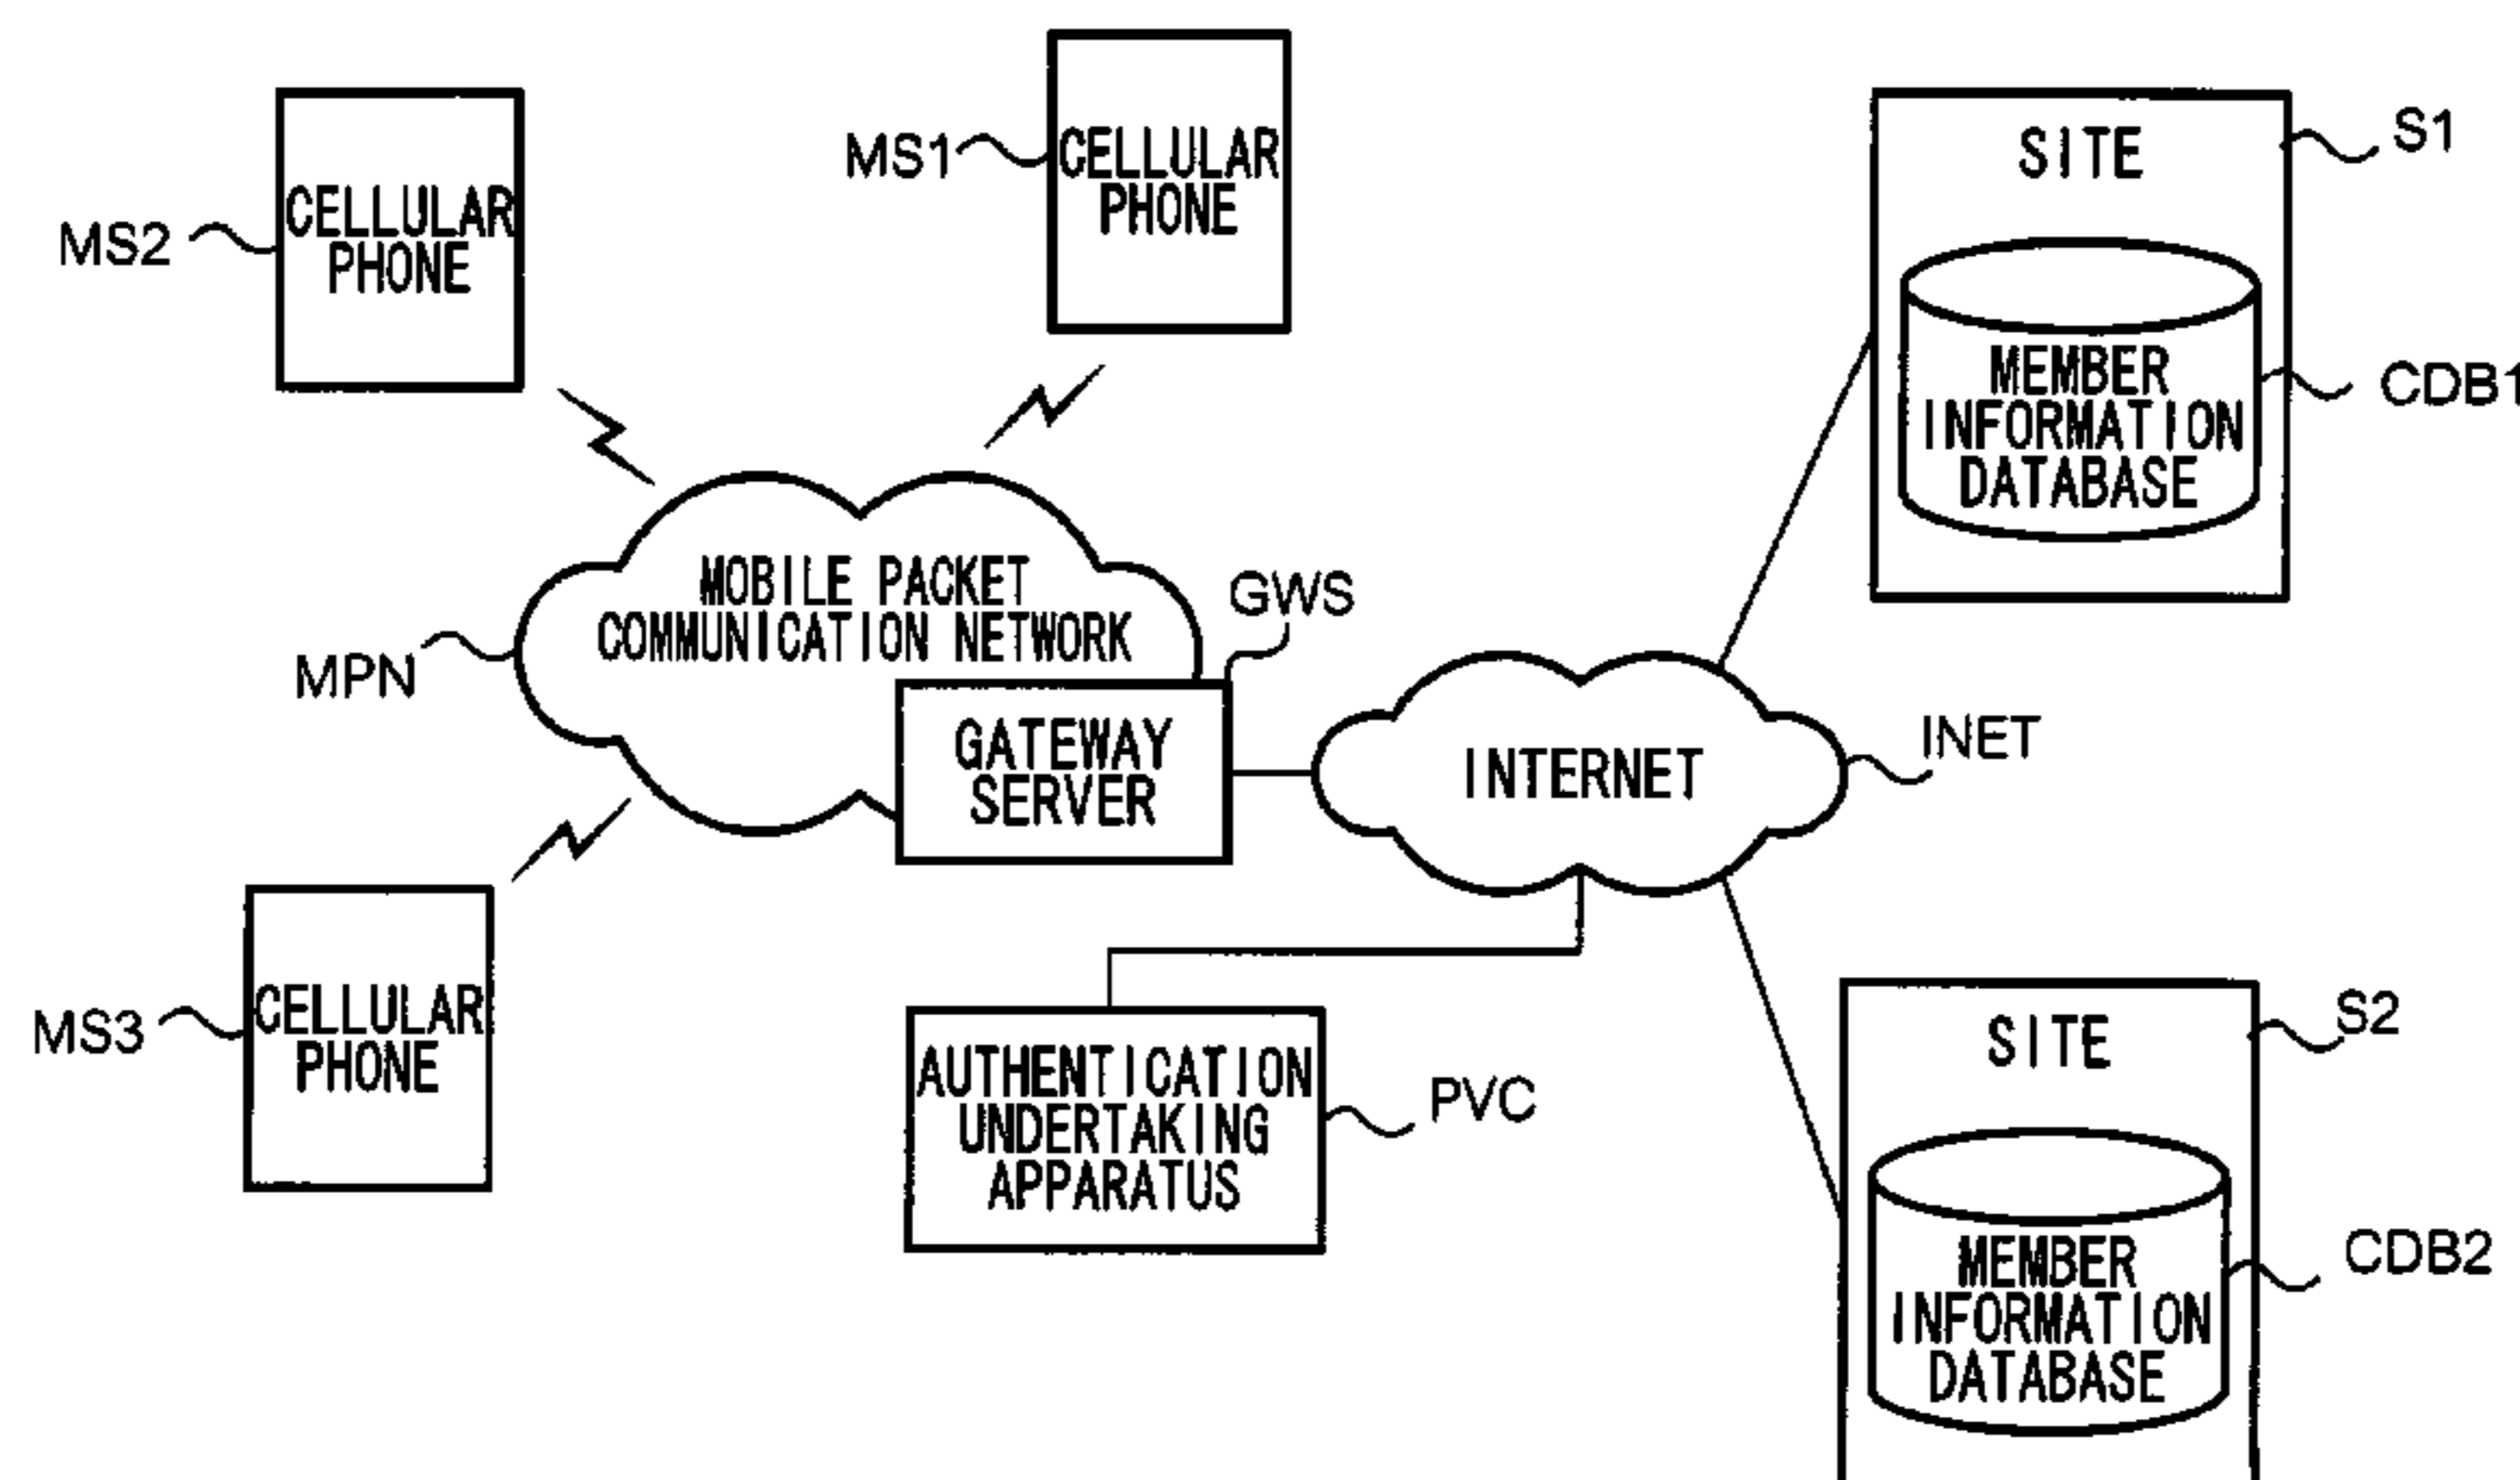 MS1
CELLULAR
PHONE
MS2
CELLULAR
PHONE
SITE
S1
MEMBER
INFORMATION
DATABASE
CDB1
MOBILE PACKET
COMMUNICATION NETWORK
GWS
MPN
GATEWAY
SERVER
INTERNET
INET
MS3
CELLULAR
PHONE
AUTHENTICATION
UNDERTAKING
APPARATUS
PVC
SITE
S2
MEMBER
INFORMATION
DATABASE
CDB2